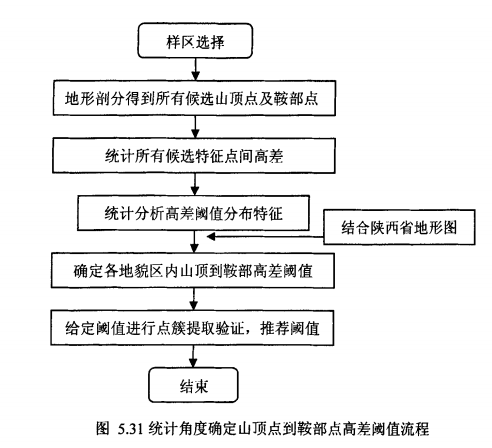 样区选择
地形剖分得到所有候选山顶点及鞍部点
统计所有候选特征点间高差
统计分析高差阈值分布特征
结合陕西省地形图
确定各地貌区内山顶到鞍部高差阈值
给定阈值进行点簇提取验证，推荐阈值
结束
图 5.31 统计角度确定山顶点到鞍部点高差阈值流程